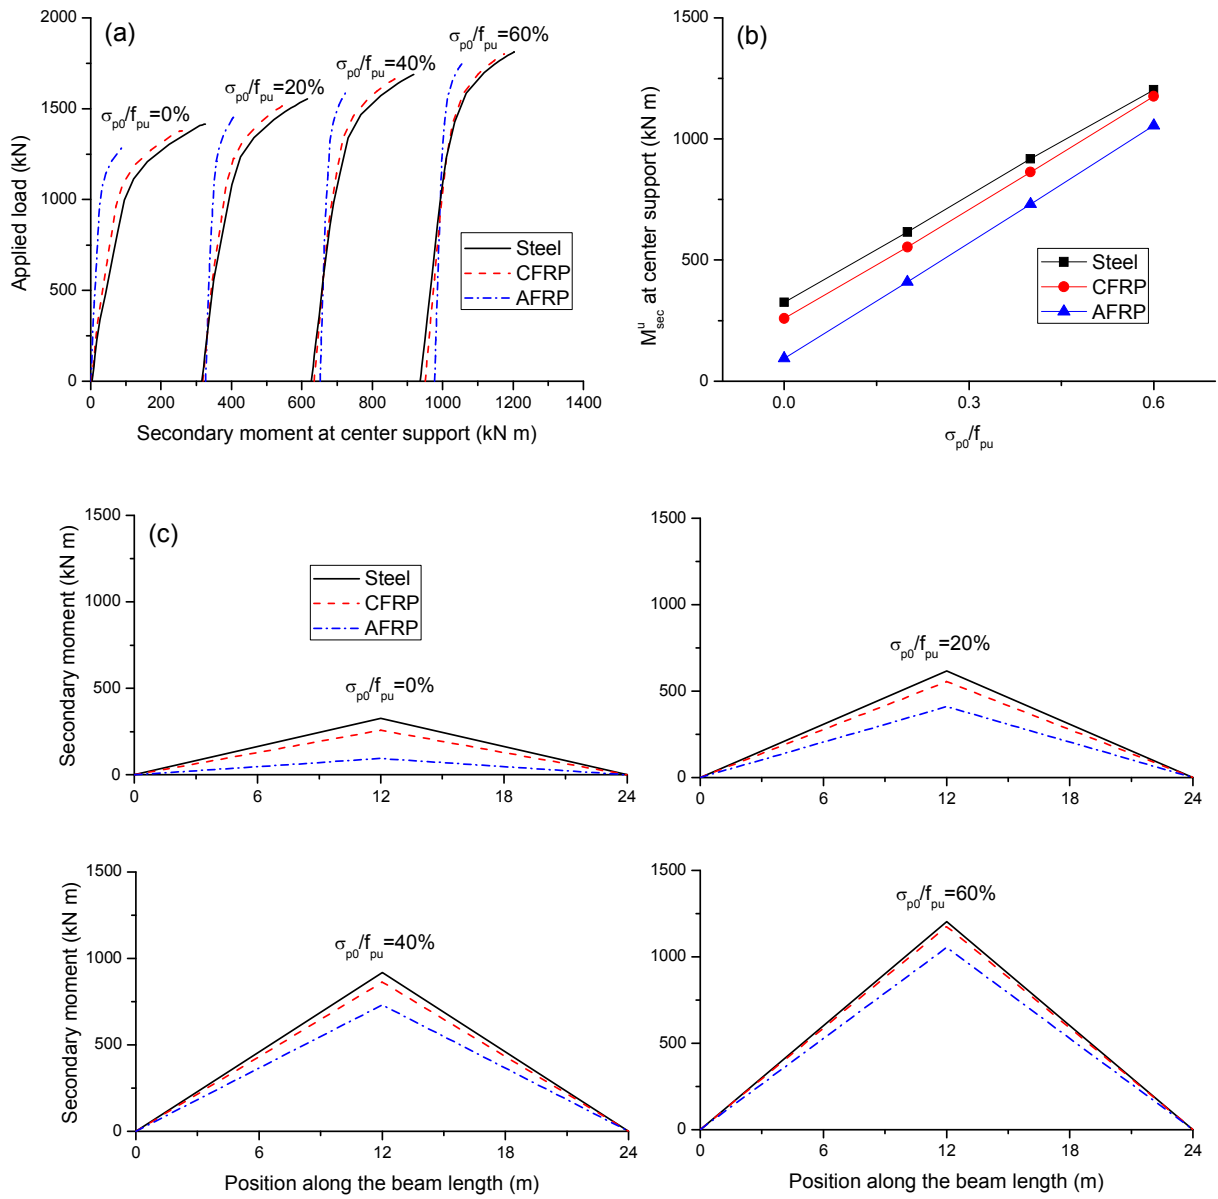 (a)
Applied load (kN)
2000
1500
1000
500
0
σp0/fpu=0%
σp0/fpu=20%
σp0/fpu=40%
σp0/fpu=60%
Steel
CFRP
AFRP
0 200 400 600 800 1000 1200 1400
Secondary moment at center support (kN m)
(b)
M^u_sec at center support (kN m)
1500
1000
500
0
Steel
CFRP
AFRP
0.0 0.3 0.6
σp0/fpu
(c)
Secondary moment (kN m)
1500
1000
500
0
Steel
CFRP
AFRP
σp0/fpu=0%
0 6 12 18 24
1500
1000
500
0
σp0/fpu=20%
0 6 12 18 24
Secondary moment (kN m)
1500
1000
500
0
σp0/fpu=40%
0 6 12 18 24
Position along the beam length (m)
1500
1000
500
0
σp0/fpu=60%
0 6 12 18 24
Position along the beam length (m)